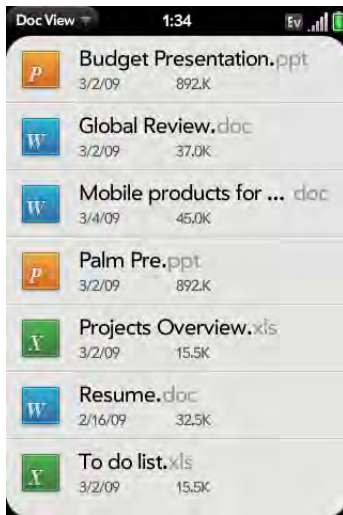 Doc View 1:34 Ev
P Budget Presentation.ppt
3/2/09 892.K
W Global Review.doc
3/2/09 37.0K
W Mobile products for ... doc
3/4/09 45.0K
P Palm Pre.ppt
3/2/09 892.K
X Projects Overview.xls
3/2/09 15.5K
W Resume.doc
2/16/09 32.5K
X To do list.xls
3/2/09 15.5K